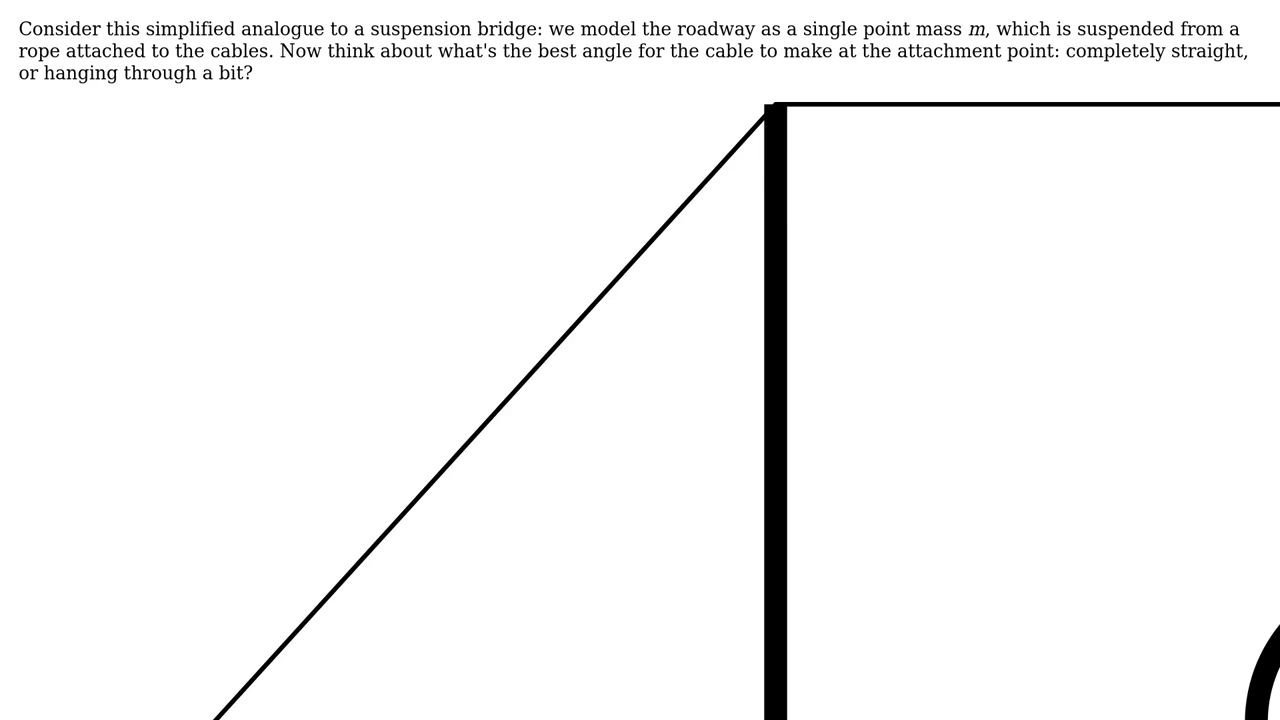 Consider this simplified analogue to a suspension bridge: we model the roadway as a single point mass m, which is suspended from a
rope attached to the cables. Now think about what's the best angle for the cable to make at the attachment point: completely straight,
or hanging through a bit?